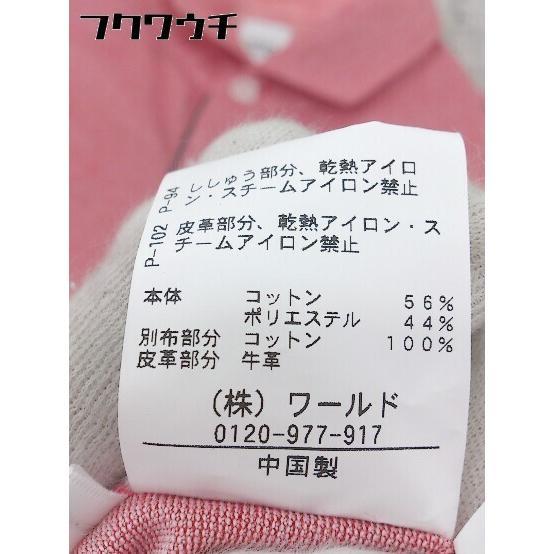 フクワウチ
P-94 ししゅう部分、乾熱アイロ
ン・スチームアイロン禁止
P-102 皮革部分、乾熱アイロン・ス
チームアイロン禁止
本体 コットン 56%
ポリエステル 44%
別布部分 コットン 100%
皮革部分 牛革
(株) ワールド
0120-977-917
中国製